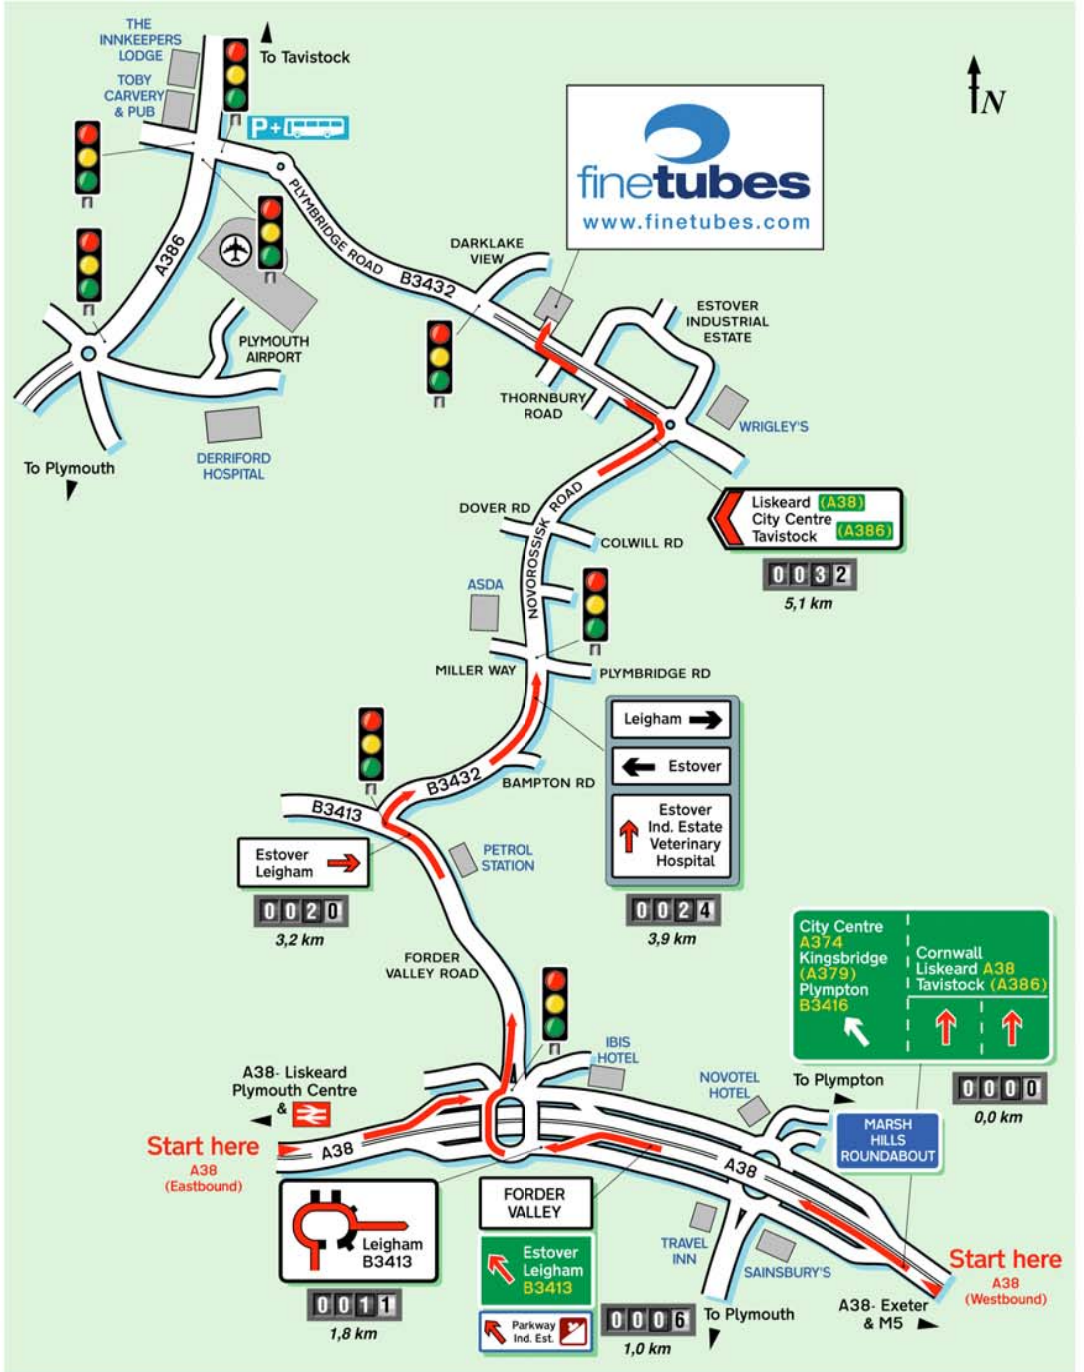 THE
INNKEEPERS
LODGE
To Tavistock
TOBY
CARVERY
& PUB
P+
N
finetubes
www.finetubes.com
PLYMBRIDGE ROAD
B3432
A386
DARKLAKE
VIEW
ESTOVER
INDUSTRIAL
ESTATE
PLYMOUTH
AIRPORT
THORNBURY
ROAD
WRIGLEY'S
DERRIFORD
HOSPITAL
To Plymouth
Liskeard (A38)
City Centre
Tavistock (A386)
0032
5,1 km
DOVER RD
NOVOROSSISK ROAD
COLWILL RD
ASDA
MILLER WAY
PLYMBRIDGE RD
Leigham
Estover
Estover
Ind. Estate
Veterinary
Hospital
0024
3,9 km
B3432
BAMPTON RD
B3413
PETROL
STATION
Estover
Leigham
0020
3,2 km
FORDER
VALLEY ROAD
City Centre
A374
Kingsbridge
(A379)
Plympton
B3416
Cornwall
Liskeard A38
Tavistock (A386)
0000
0,0 km
IBIS
HOTEL
NOVOTEL
HOTEL
To Plympton
MARSH
HILLS
ROUNDABOUT
A38- Liskeard
Plymouth Centre
&
Start here
A38
(Eastbound)
A38
A38
Leigham
B3413
0011
1,8 km
FORDER
VALLEY
Estover
Leigham
B3413
Parkway
Ind. Est.
0006
1,0 km
TRAVEL
INN
SAINSBURY'S
To Plymouth
Start here
A38
(Westbound)
A38- Exeter
& M5